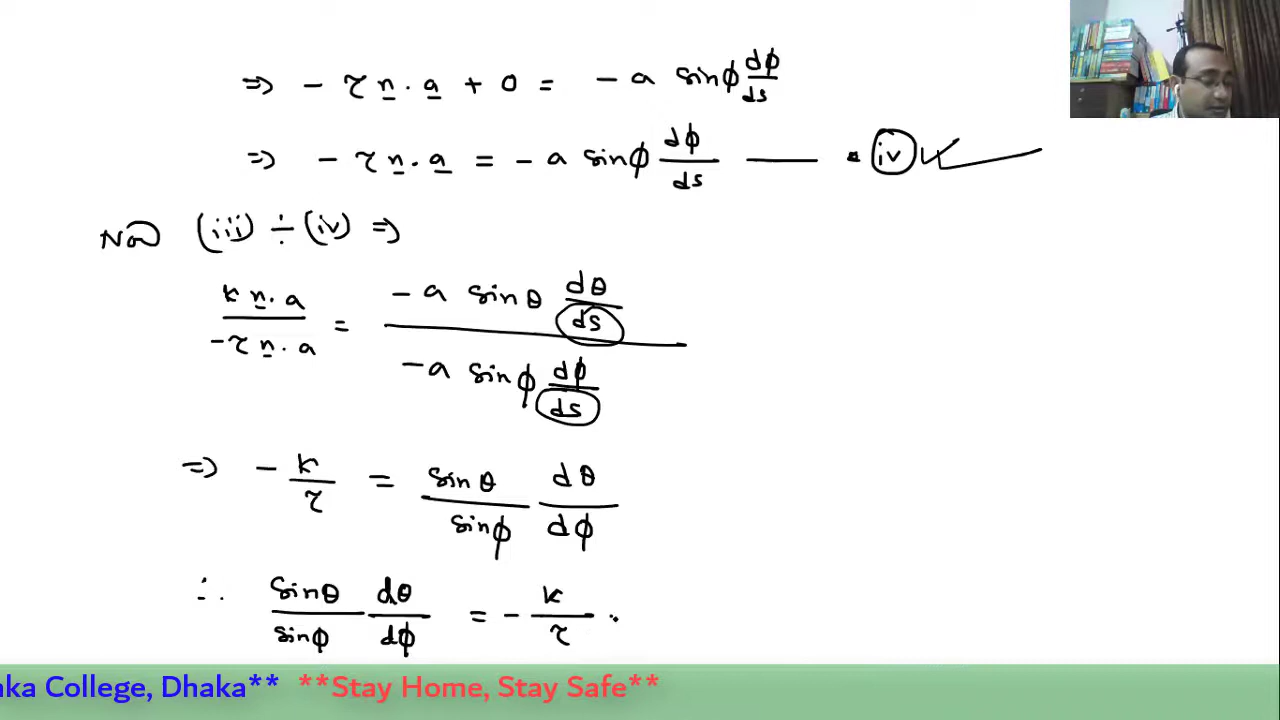 ⇒ - τ n̲ · a̲ + 0 = - a sinφ dφ/ds
⇒ - τ n̲ · a̲ = - a sinφ dφ/ds —— (iv)
Now (iii) ÷ (iv) ⇒
κ n̲ · a / -τ n̲ · a = -a sinθ dθ/ds / -a sinφ dφ/ds
⇒ - κ/τ = sinθ/sinφ dθ/dφ
∴ sinθ/sinφ dθ/dφ = - κ/τ .
aka College, Dhaka** **Stay Home, Stay Safe**